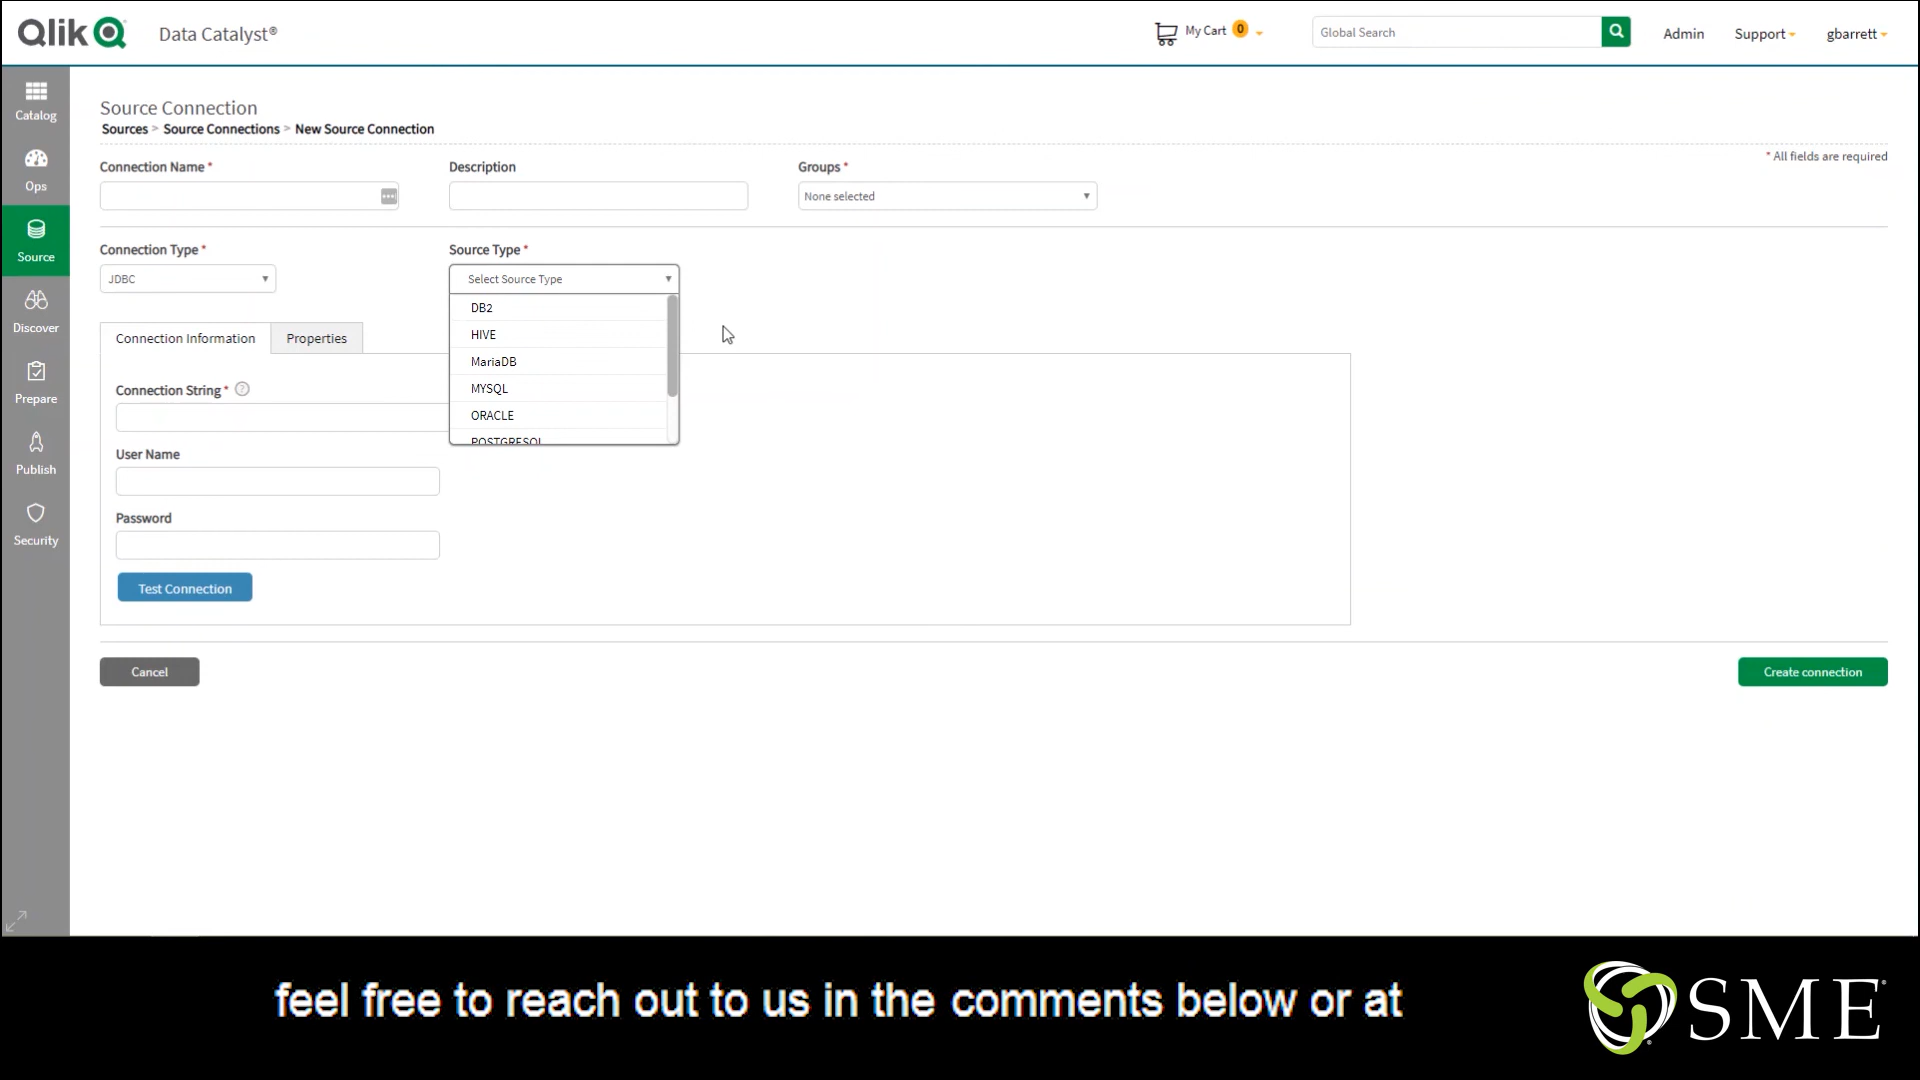 Qlik Data Catalyst®
My Cart 0
Global Search
Admin
Support
gbarrett
Catalog
Ops
Source
Discover
Prepare
Publish
Security
Source Connection
Sources > Source Connections > New Source Connection
* All fields are required
Connection Name *
Description
Groups *
None selected
Connection Type *
Source Type *
JDBC
Select Source Type
DB2
HIVE
MariaDB
MYSQL
ORACLE
POSTGRESQL
Connection Information
Properties
Connection String * ?
User Name
Password
Test Connection
Cancel
Create connection
feel free to reach out to us in the comments below or at
SME